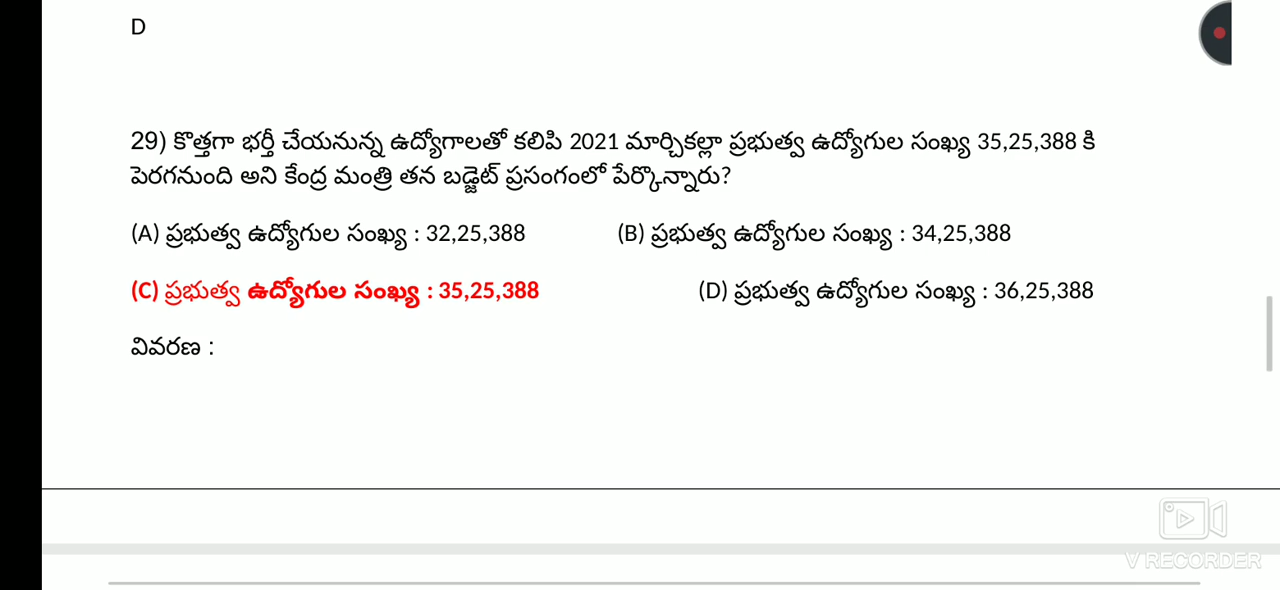 D
29) కొత్తగా భర్తీ చేయనున్న ఉద్యోగాలతో కలిపి 2021 మార్చికల్లా ప్రభుత్వ ఉద్యోగుల సంఖ్య 35,25,388 కి
పెరగనుంది అని కేంద్ర మంత్రి తన బడ్జెట్ ప్రసంగంలో పేర్కొన్నారు?
(A) ప్రభుత్వ ఉద్యోగుల సంఖ్య : 32,25,388 (B) ప్రభుత్వ ఉద్యోగుల సంఖ్య : 34,25,388
(C) ప్రభుత్వ ఉద్యోగుల సంఖ్య : 35,25,388 (D) ప్రభుత్వ ఉద్యోగుల సంఖ్య : 36,25,388
వివరణ :
V RECORDER